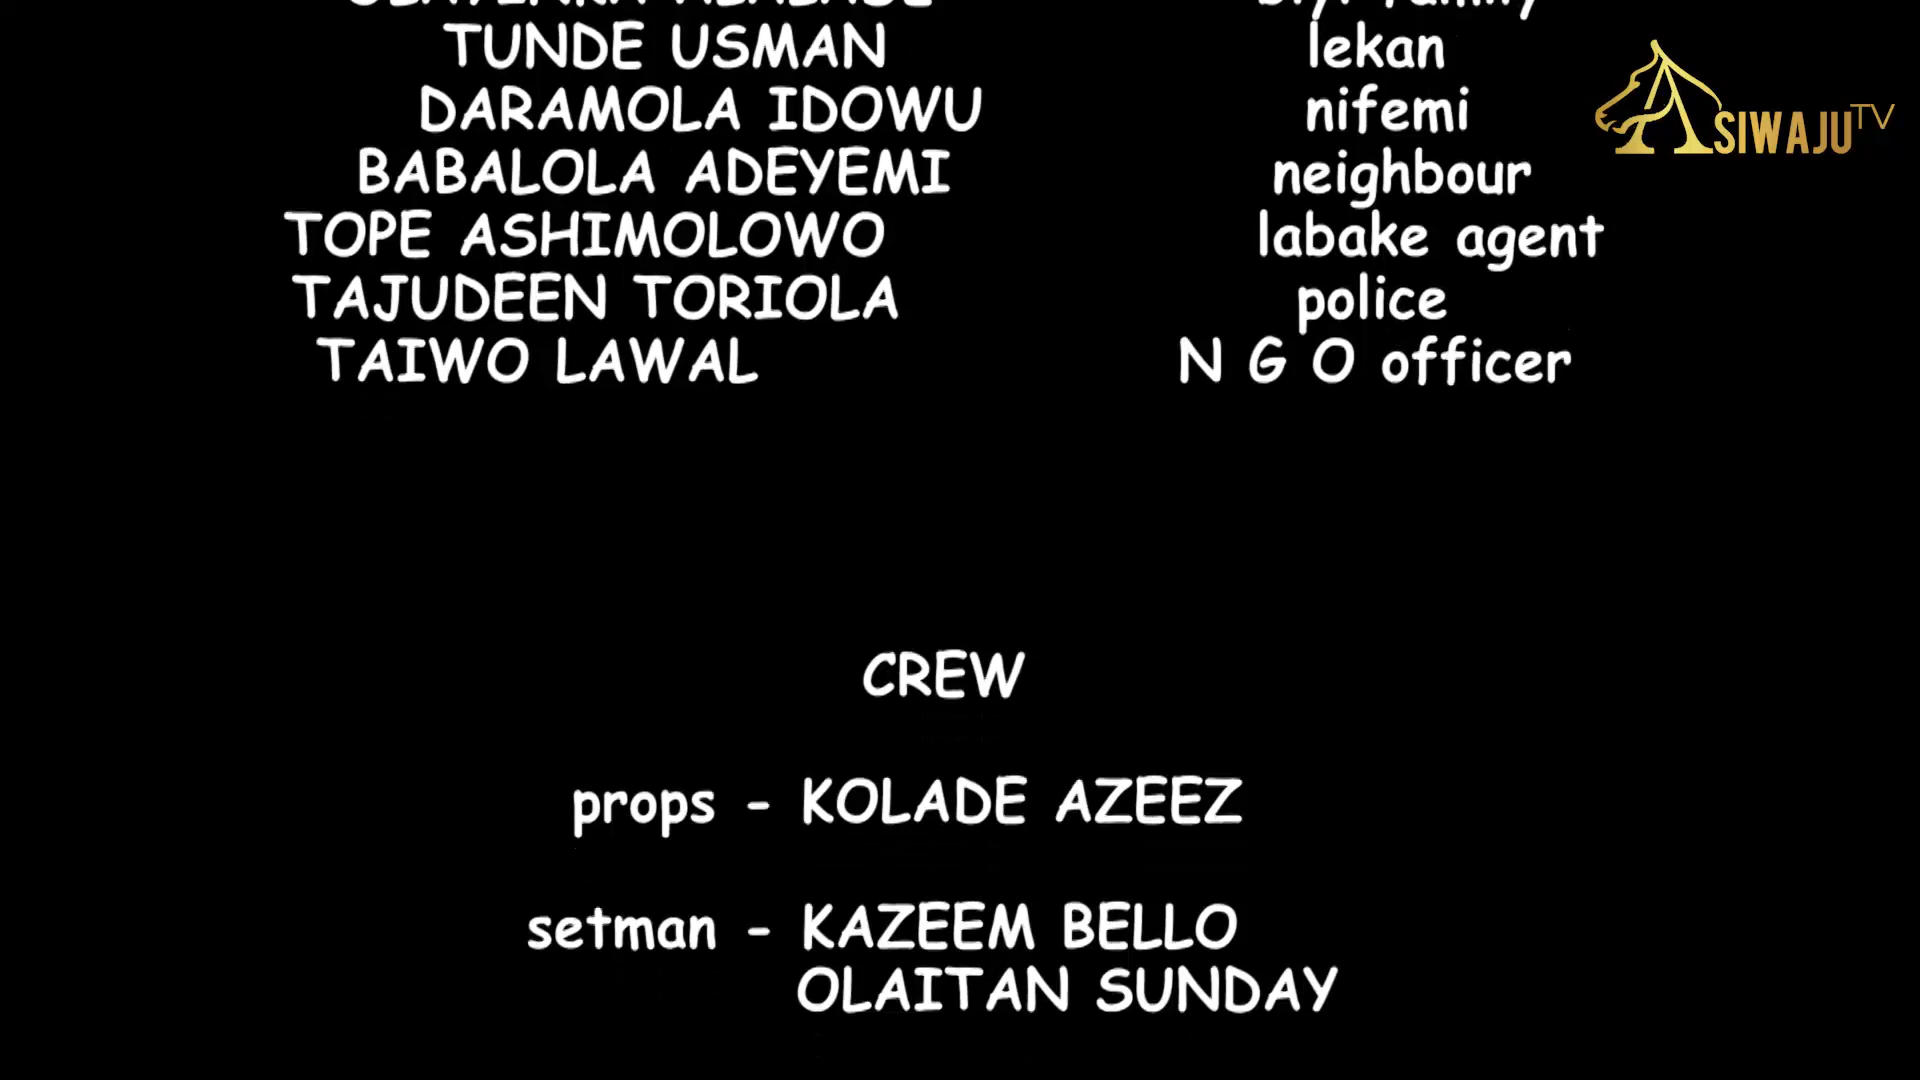 TUNDE USMAN lekan
DARAMOLA IDOWU nifemi
BABALOLA ADEYEMI neighbour
TOPE ASHIMOLOWO labake agent
TAJUDEEN TORIOLA police
TAIWO LAWAL N G O officer
ASIWAJU TV
CREW
props - KOLADE AZEEZ
setman - KAZEEM BELLO
OLAITAN SUNDAY